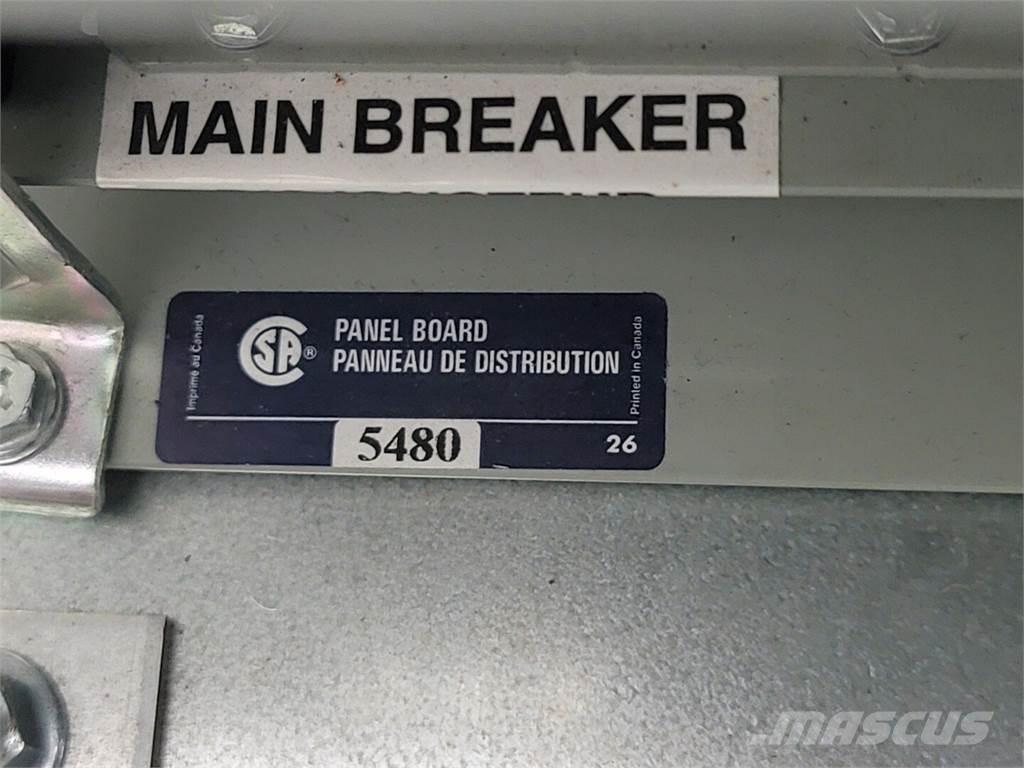 MAIN BREAKER
Imprimé au Canada
CSA ®
PANEL BOARD
PANNEAU DE DISTRIBUTION
Printed in Canada
5480
26
MASCUS